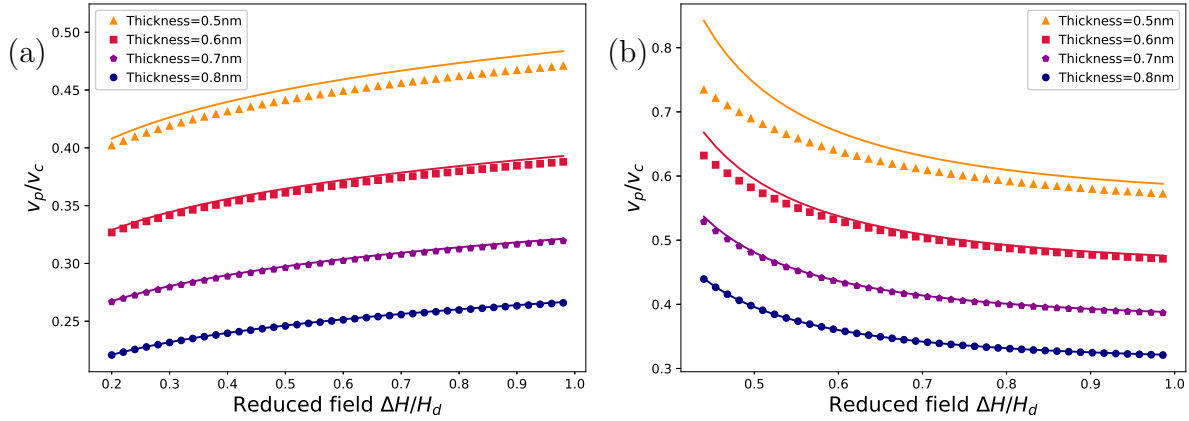 (a)
Thickness=0.5nm
Thickness=0.6nm
Thickness=0.7nm
Thickness=0.8nm
0.50
0.45
0.40
0.35
0.30
0.25
v_p/v_c
0.2 0.3 0.4 0.5 0.6 0.7 0.8 0.9 1.0
Reduced field ΔH/H_d
(b)
Thickness=0.5nm
Thickness=0.6nm
Thickness=0.7nm
Thickness=0.8nm
0.8
0.7
0.6
0.5
0.4
0.3
v_p/v_c
0.5 0.6 0.7 0.8 0.9 1.0
Reduced field ΔH/H_d